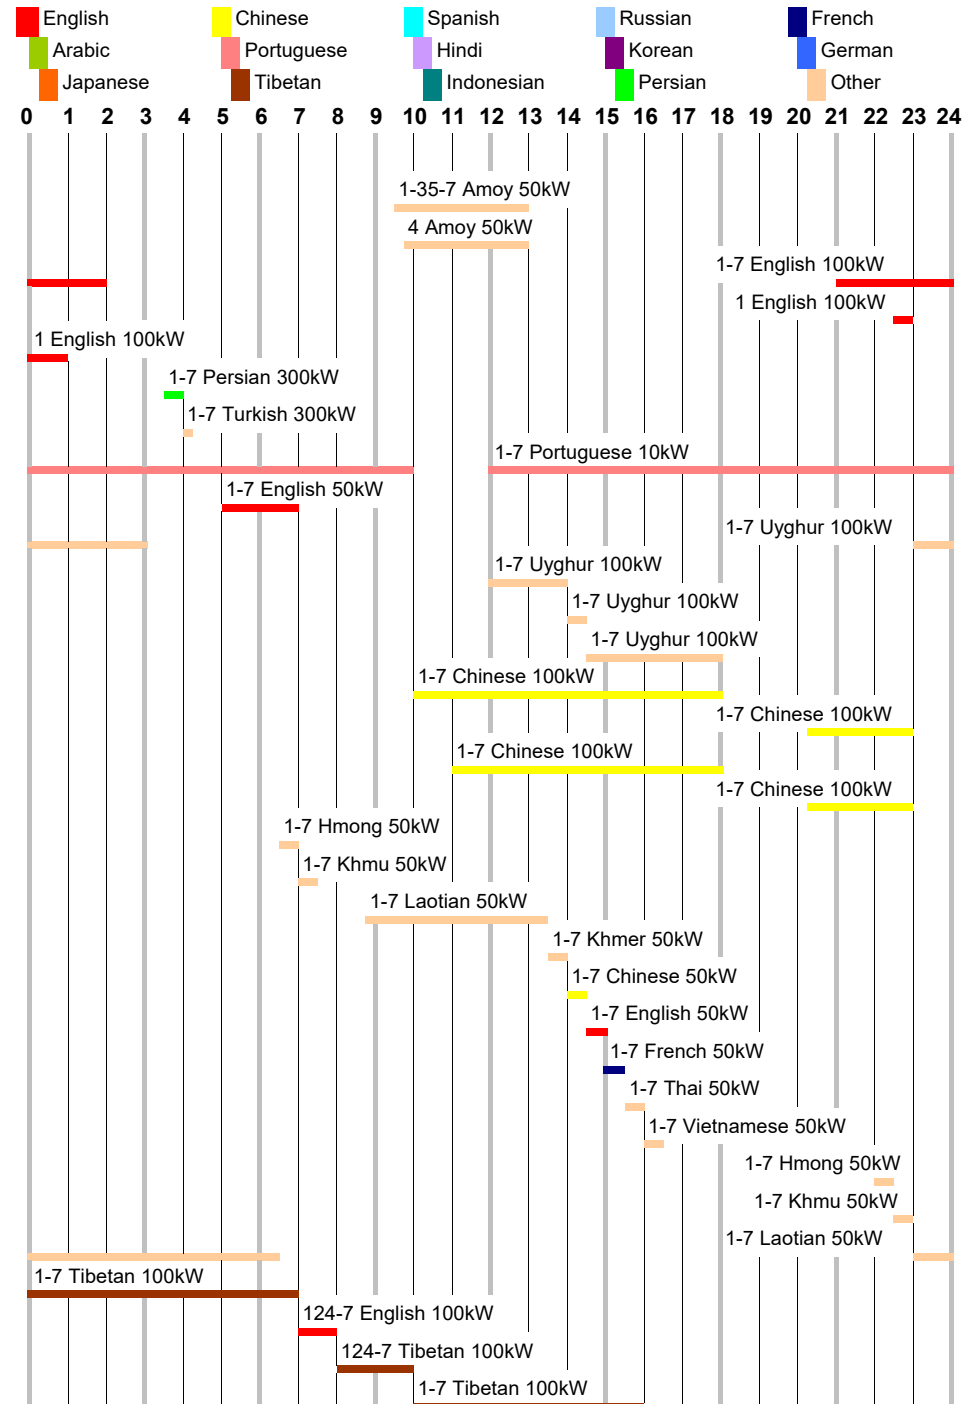 English Chinese Spanish Russian French
Arabic Portuguese Hindi Korean German
Japanese Tibetan Indonesian Persian Other
0 1 2 3 4 5 6 7 8 9 10 11 12 13 14 15 16 17 18 19 20 21 22 23 24
1-35-7 Amoy 50kW
4 Amoy 50kW
1-7 English 100kW
1 English 100kW
1 English 100kW
1-7 Persian 300kW
1-7 Turkish 300kW
1-7 Portuguese 10kW
1-7 English 50kW
1-7 Uyghur 100kW
1-7 Uyghur 100kW
1-7 Uyghur 100kW
1-7 Uyghur 100kW
1-7 Chinese 100kW
1-7 Chinese 100kW
1-7 Chinese 100kW
1-7 Chinese 100kW
1-7 Hmong 50kW
1-7 Khmu 50kW
1-7 Laotian 50kW
1-7 Khmer 50kW
1-7 Chinese 50kW
1-7 English 50kW
1-7 French 50kW
1-7 Thai 50kW
1-7 Vietnamese 50kW
1-7 Hmong 50kW
1-7 Khmu 50kW
1-7 Laotian 50kW
1-7 Tibetan 100kW
124-7 English 100kW
124-7 Tibetan 100kW
1-7 Tibetan 100kW